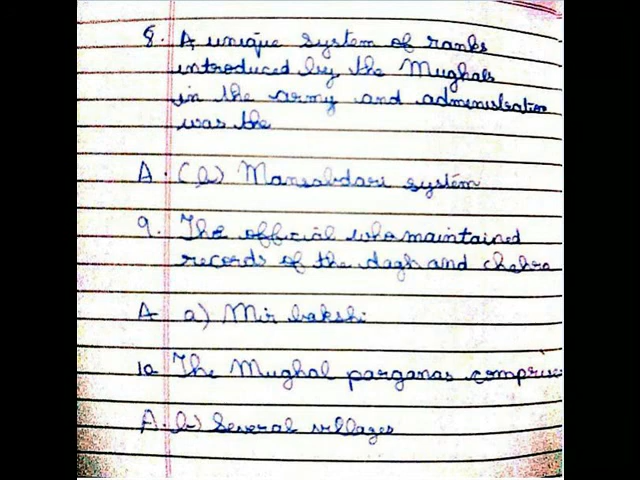 8. A unique system of ranks
introduced by the Mughals
in the army and administration
was the
A. (b) Mansabdari system
9. The official who maintained
records of the dagh and chehra
A a) Mir bakshi
10 The Mughal parganas comprise
A. b) Several villages